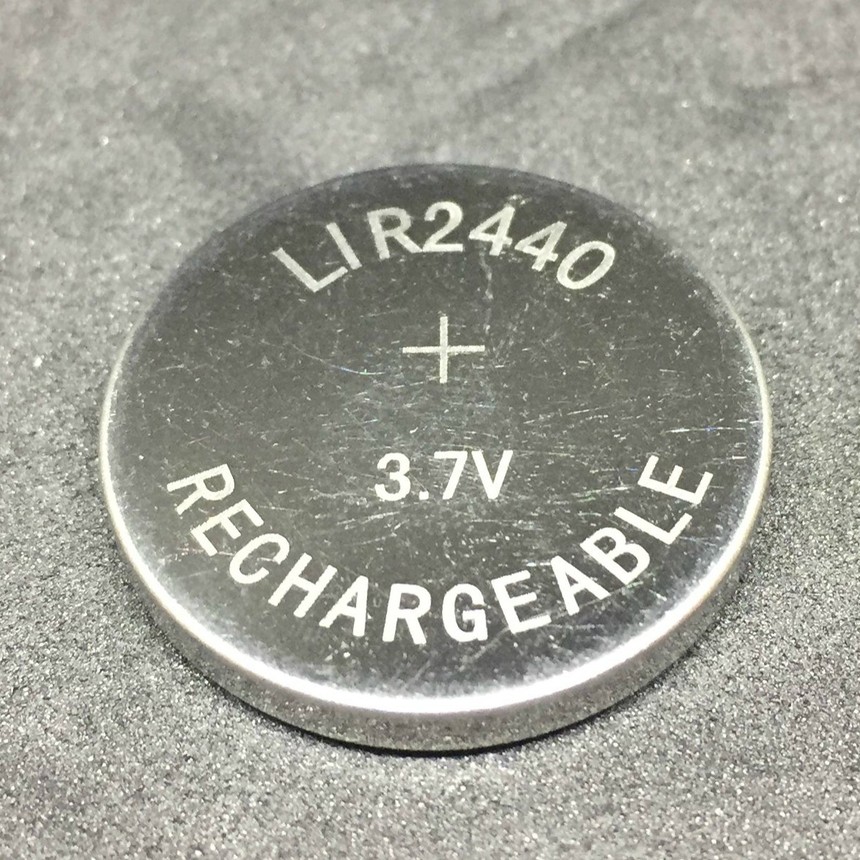 LIR2440
+
3.7V
RECHARGEABLE